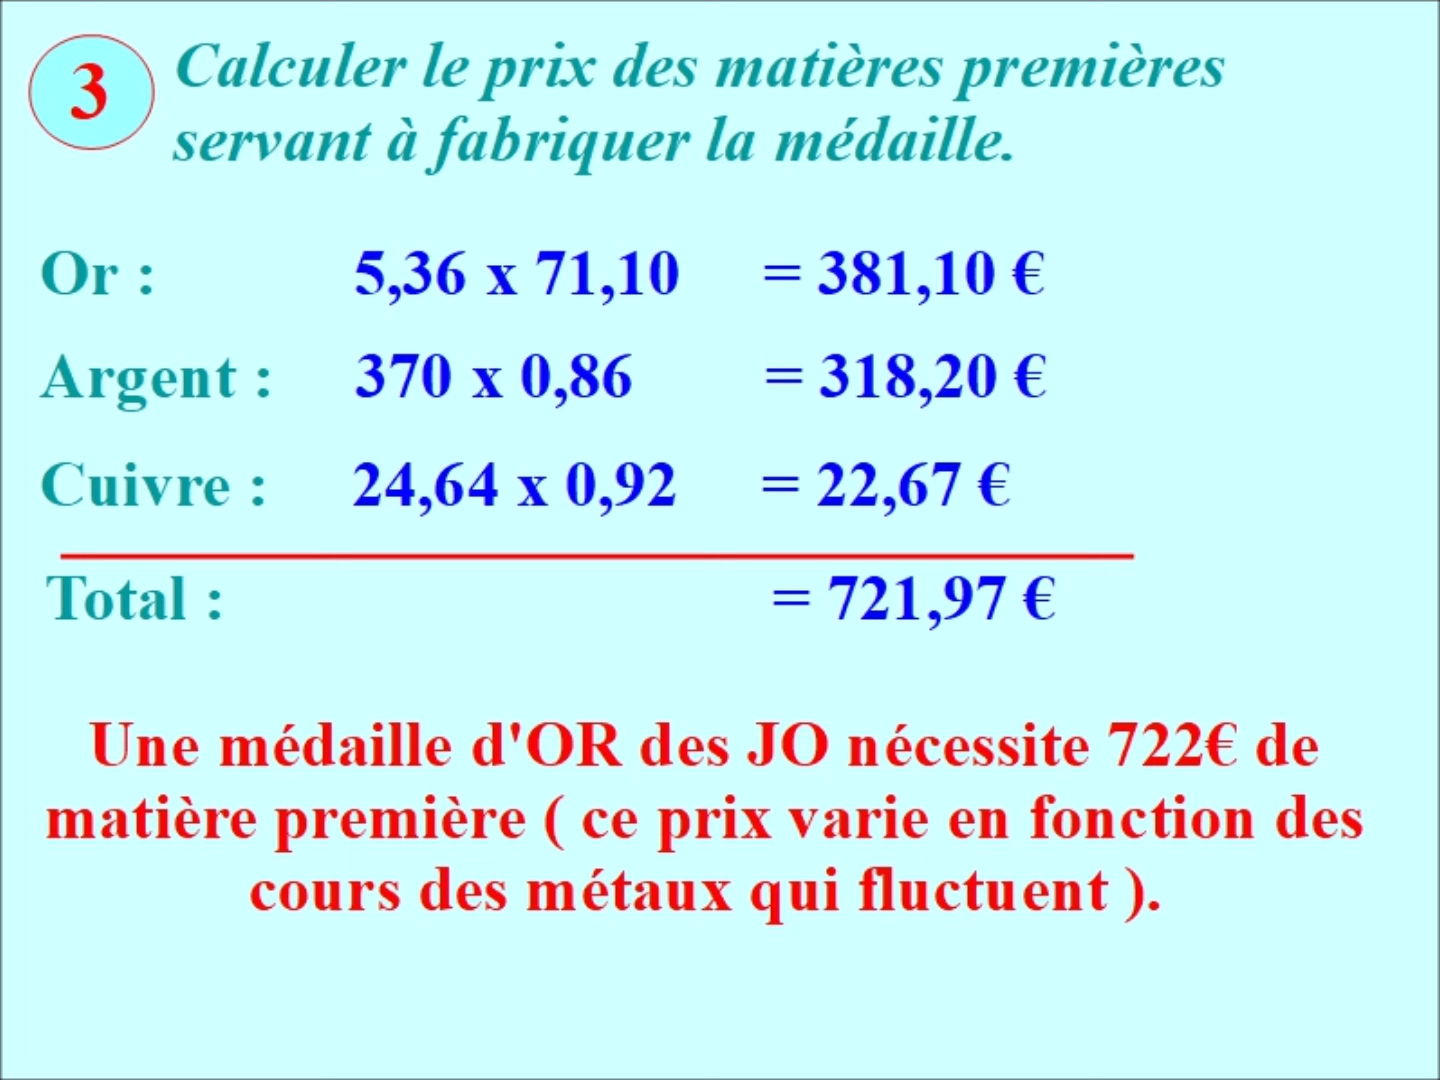 3
Calculer le prix des matières premières
servant à fabriquer la médaille.
Or : 5,36 x 71,10 = 381,10 €
Argent : 370 x 0,86 = 318,20 €
Cuivre : 24,64 x 0,92 = 22,67 €
Total : = 721,97 €
Une médaille d'OR des JO nécessite 722€ de
matière première ( ce prix varie en fonction des
cours des métaux qui fluctuent ).